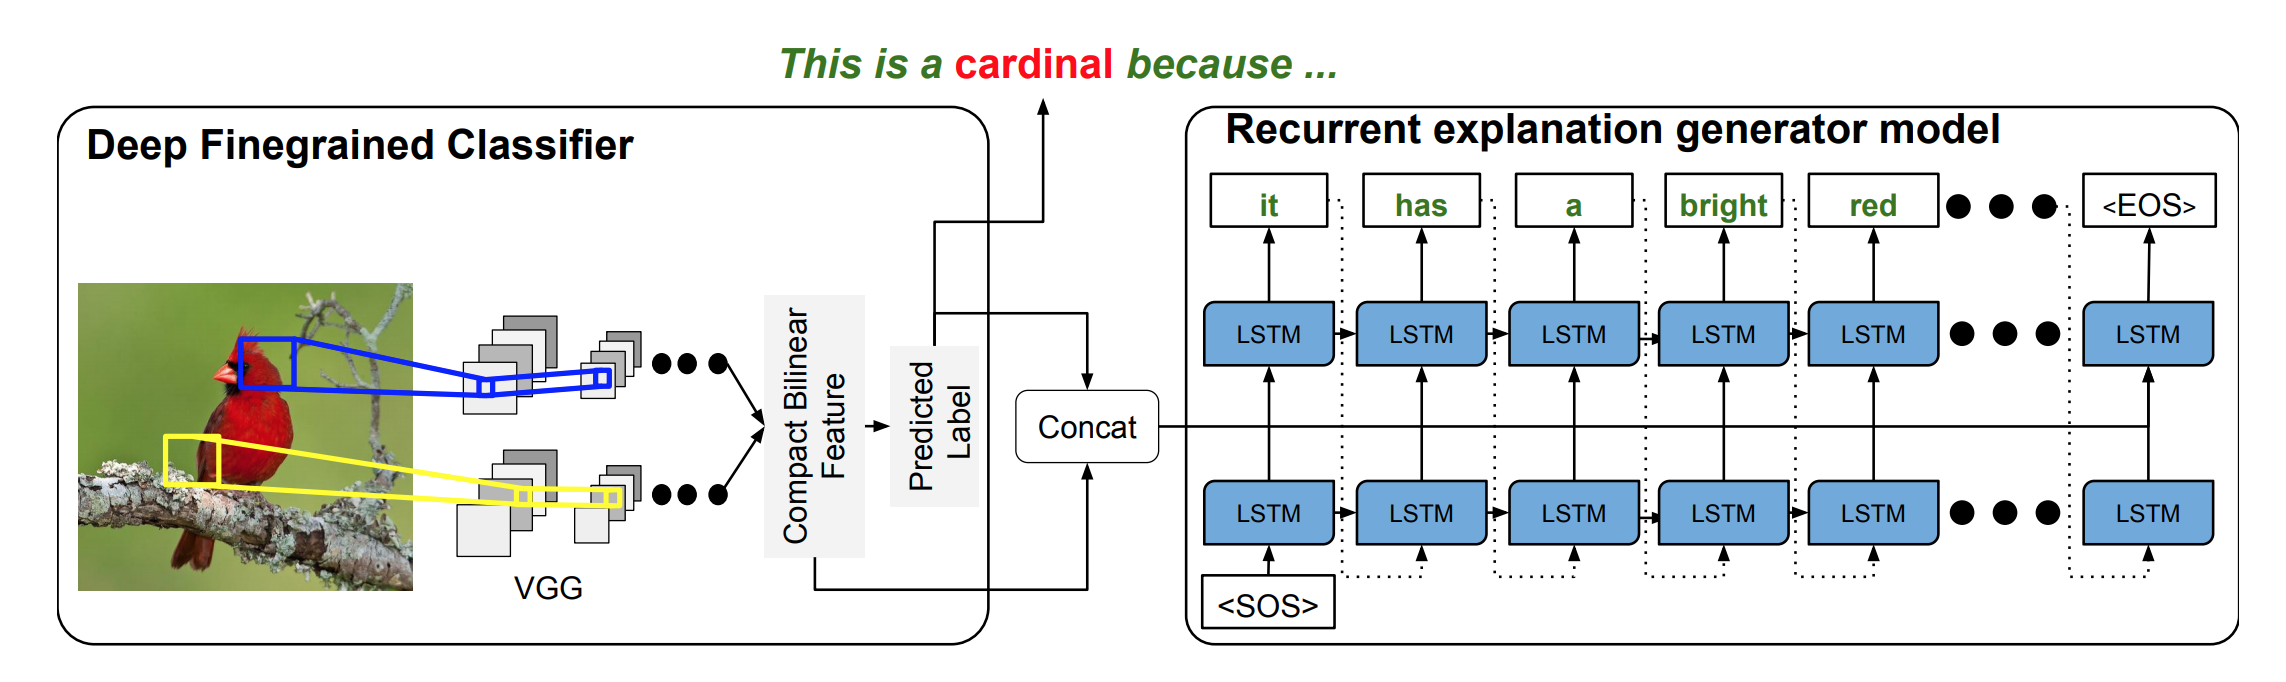 This is a cardinal because ...
Deep Finegrained Classifier
VGG
Compact Bilinear
Feature
Predicted
Label
Concat
Recurrent explanation generator model
it has a bright red <EOS>
LSTM LSTM LSTM LSTM LSTM LSTM
LSTM LSTM LSTM LSTM LSTM LSTM
<SOS>